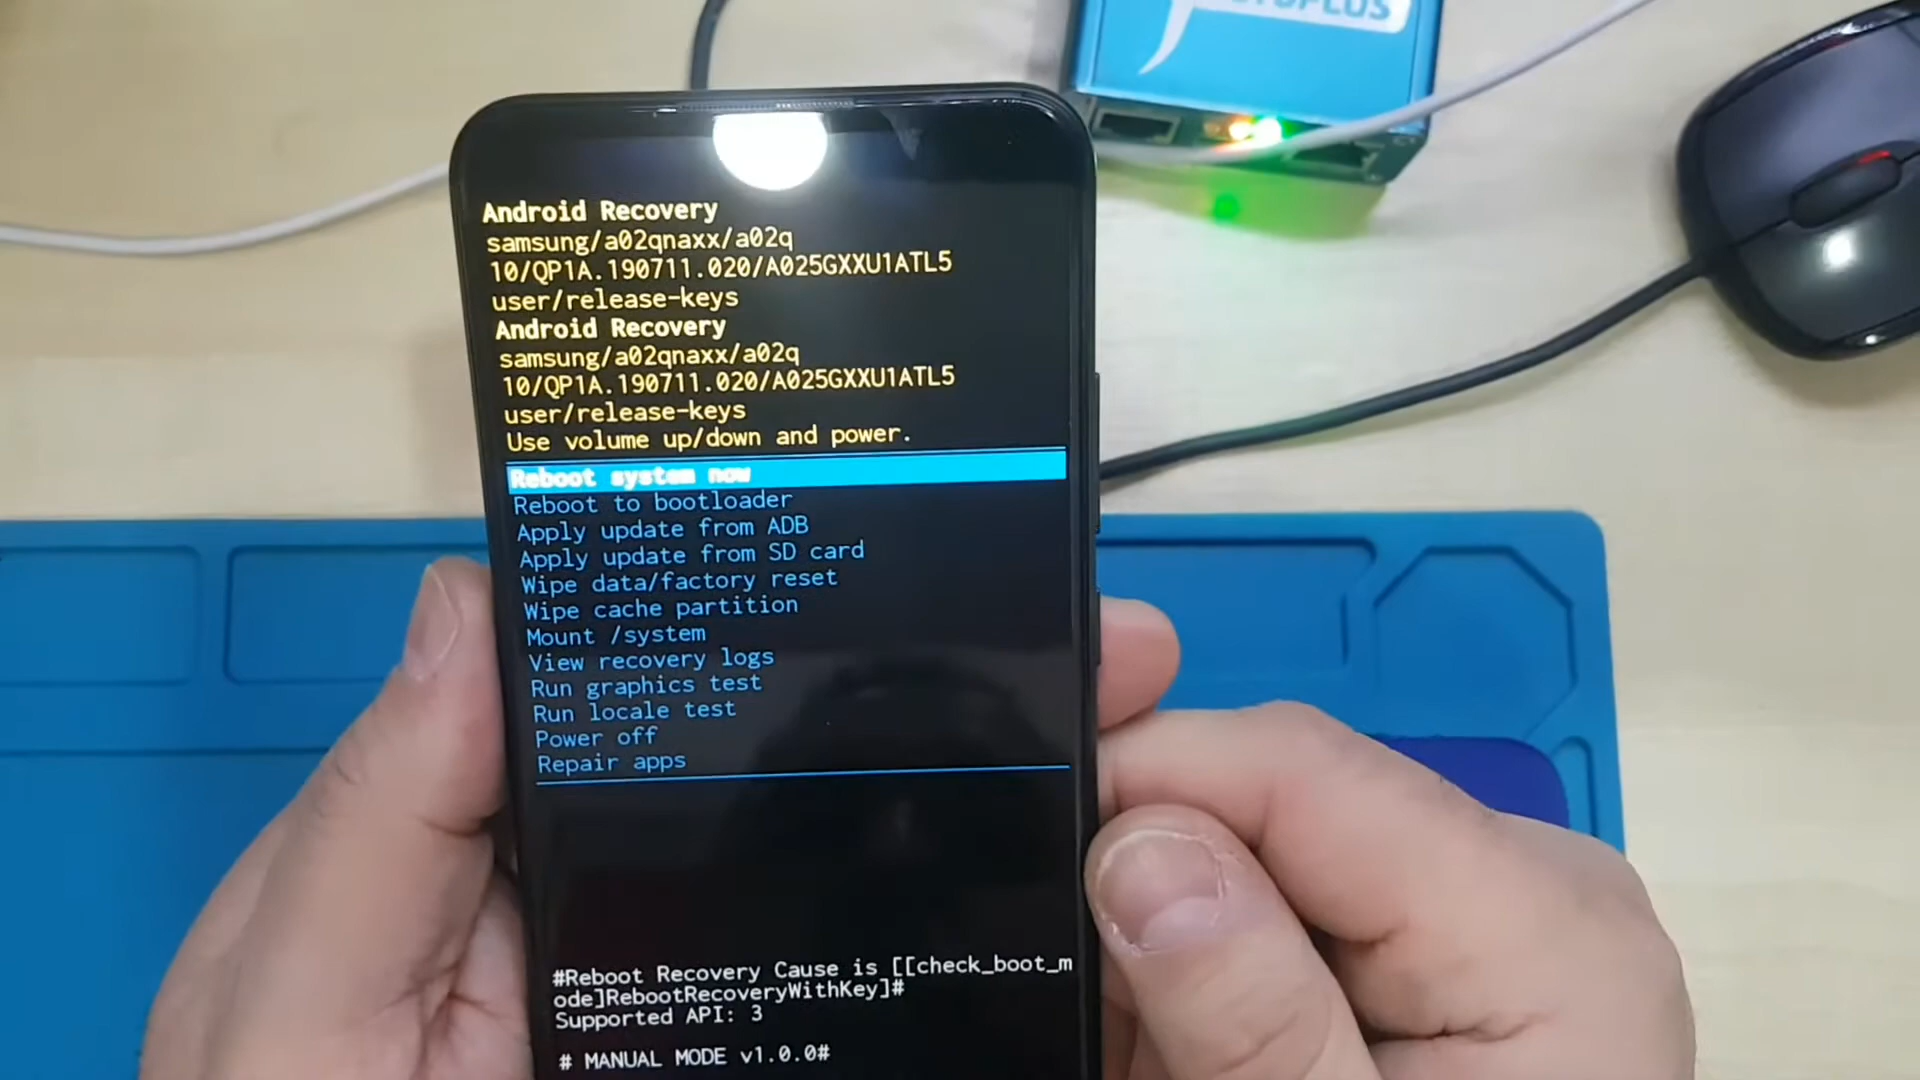 Android Recovery
samsung/a02qnaxx/a02q
10/QP1A.190711.020/A025GXXU1ATL5
user/release-keys
Android Recovery
samsung/a02qnaxx/a02q
10/QP1A.190711.020/A025GXXU1ATL5
user/release-keys
Use volume up/down and power.
Reboot system now
Reboot to bootloader
Apply update from ADB
Apply update from SD card
Wipe data/factory reset
Wipe cache partition
Mount /system
View recovery logs
Run graphics test
Run locale test
Power off
Repair apps
#Reboot Recovery Cause is [[check_boot_m
ode]RebootRecoveryWithKey]#
Supported API: 3
# MANUAL MODE v1.0.0#